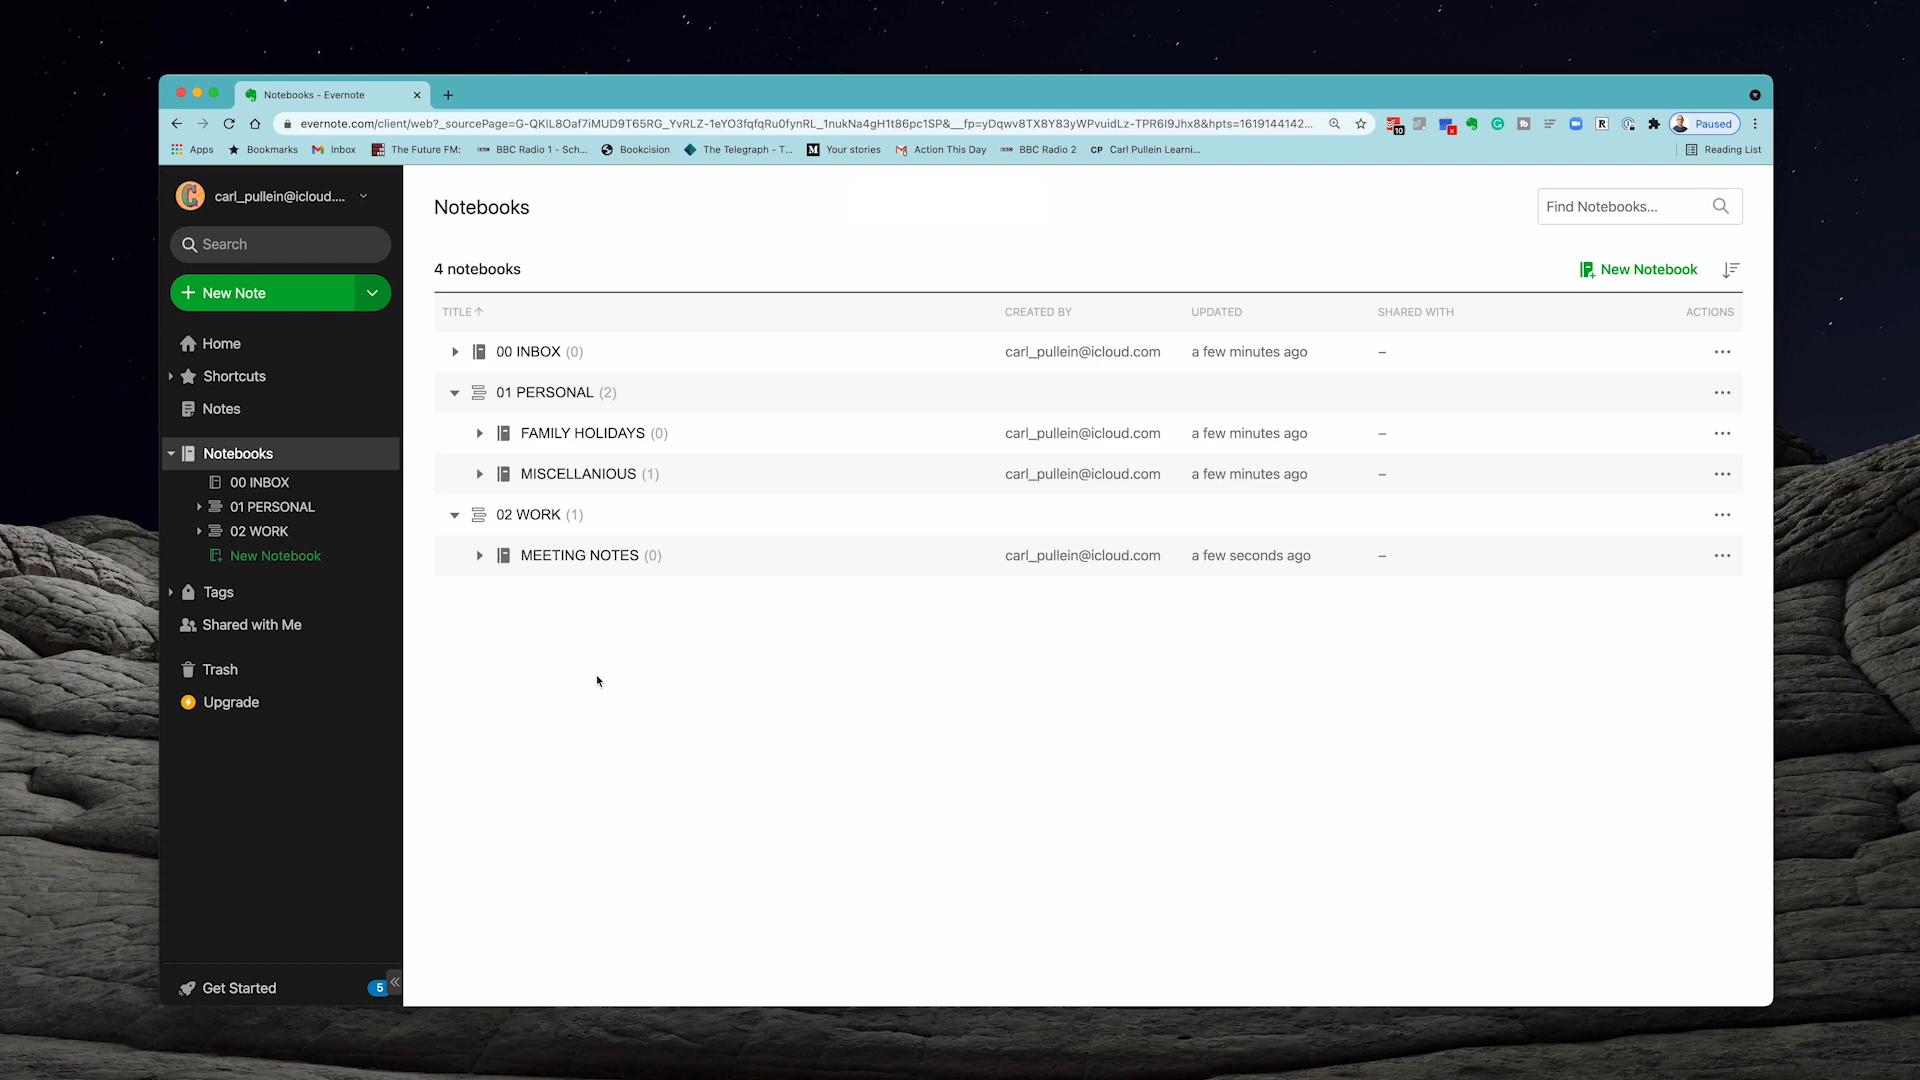 Notebooks - Evernote
evernote.com/client/web?_sourcePage=G-QKIL8Oaf7iMUD9T65RG_YvRLZ-1eYO3fqfqRu0fynRL_1nukNa4gH1t86pc1SP&__fp=yDqwv8TX8Y83yWPvuidLz-TPR6I9Jhx8&hpts=1619144142...
10
Paused
Apps
Bookmarks
Inbox
The Future FM:
BBC Radio 1 - Sch...
Bookcision
The Telegraph - T...
Your stories
Action This Day
BBC Radio 2
CP Carl Pullein Learni...
Reading List
carl_pullein@icloud....
Search
New Note
Home
Shortcuts
Notes
Notebooks
00 INBOX
01 PERSONAL
02 WORK
New Notebook
Tags
Shared with Me
Trash
Upgrade
Get Started
5
Notebooks
Find Notebooks...
4 notebooks
New Notebook
TITLE CREATED BY UPDATED SHARED WITH ACTIONS
00 INBOX (0) carl_pullein@icloud.com a few minutes ago –
01 PERSONAL (2)
FAMILY HOLIDAYS (0) carl_pullein@icloud.com a few minutes ago –
MISCELLANIOUS (1) carl_pullein@icloud.com a few minutes ago –
02 WORK (1)
MEETING NOTES (0) carl_pullein@icloud.com a few seconds ago –